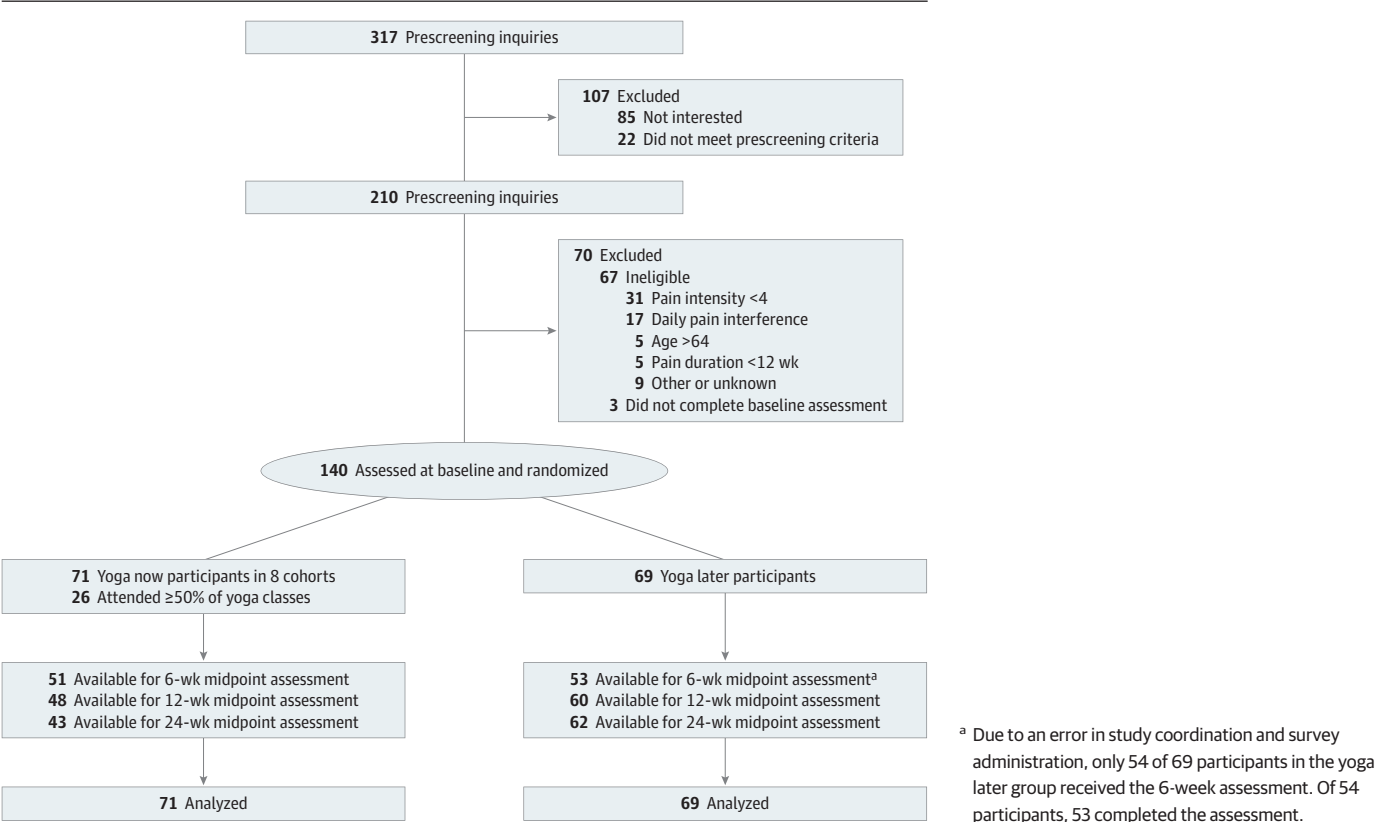 317 Prescreening inquiries
107 Excluded
85 Not interested
22 Did not meet prescreening criteria
210 Prescreening inquiries
70 Excluded
67 Ineligible
31 Pain intensity <4
17 Daily pain interference
5 Age >64
5 Pain duration <12 wk
9 Other or unknown
3 Did not complete baseline assessment
140 Assessed at baseline and randomized
71 Yoga now participants in 8 cohorts
26 Attended ≥50% of yoga classes
69 Yoga later participants
51 Available for 6-wk midpoint assessment
48 Available for 12-wk midpoint assessment
43 Available for 24-wk midpoint assessment
53 Available for 6-wk midpoint assessmentᵃ
60 Available for 12-wk midpoint assessment
62 Available for 24-wk midpoint assessment
71 Analyzed
69 Analyzed
ᵃ Due to an error in study coordination and survey
administration, only 54 of 69 participants in the yoga
later group received the 6-week assessment. Of 54
participants, 53 completed the assessment.